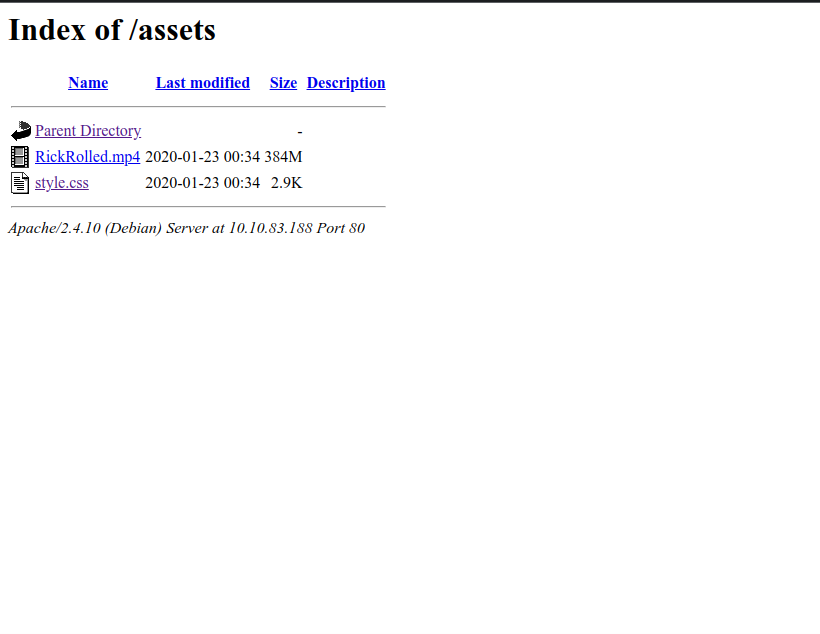 Index of /assets
Name Last modified Size Description
Parent Directory -
RickRolled.mp4 2020-01-23 00:34 384M
style.css 2020-01-23 00:34 2.9K
Apache/2.4.10 (Debian) Server at 10.10.83.188 Port 80